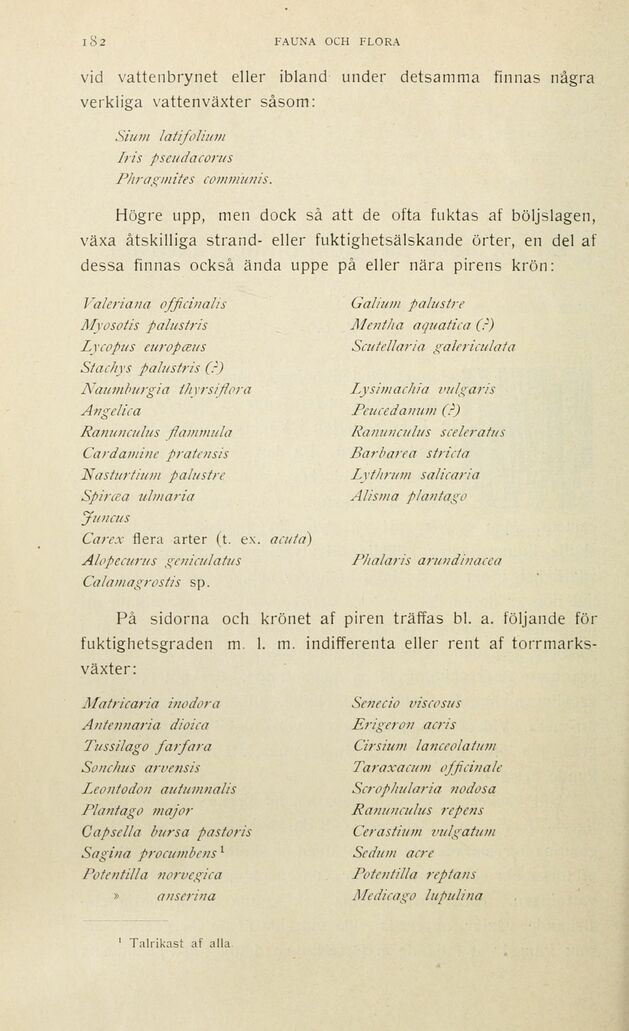 182 FAUNA OCH FLORA
vid vattenbrynet eller ibland under detsamma finnas några
verkliga vattenväxter såsom:
Sium latifolium
Iris pseudacorus
Phragmites communis.
Högre upp, men dock så att de ofta fuktas af böljslagen,
växa åtskilliga strand- eller fuktighetsälskande örter, en del af
dessa finnas också ända uppe på eller nära pirens krön:
Valeriana officinalis Galium palustre
Myosotis palustris Mentha aquatica (?)
Lycopus europæus Scutellaria galericulata
Stachys palustris (?)
Naumburgia thyrsiflora Lysimachia vulgaris
Angelica Peucedanum (?)
Ranunculus flammula Ranunculus sceleratus
Cardamine pratensis Barbarea stricta
Nasturtium palustre Lythrum salicaria
Spiræa ulmaria Alisma plantago
Juncus
Carex flera arter (t. ex. acuta)
Alopecurus geniculatus Phalaris arundinacea
Calamagrostis sp.
På sidorna och krönet af piren träffas bl. a. följande för
fuktighetsgraden m. l. m. indifferenta eller rent af torrmarks-
växter:
Matricaria inodora Senecio viscosus
Antennaria dioica Erigeron acris
Tussilago farfara Cirsium lanceolatum
Sonchus arvensis Taraxacum officinale
Leontodon autumnalis Scrophularia nodosa
Plantago major Ranunculus repens
Capsella bursa pastoris Cerastium vulgatum
Sagina procumbens ¹ Sedum acre
Potentilla norvegica Potentilla reptans
» anserina Medicago lupulina
¹ Talrikast af alla.